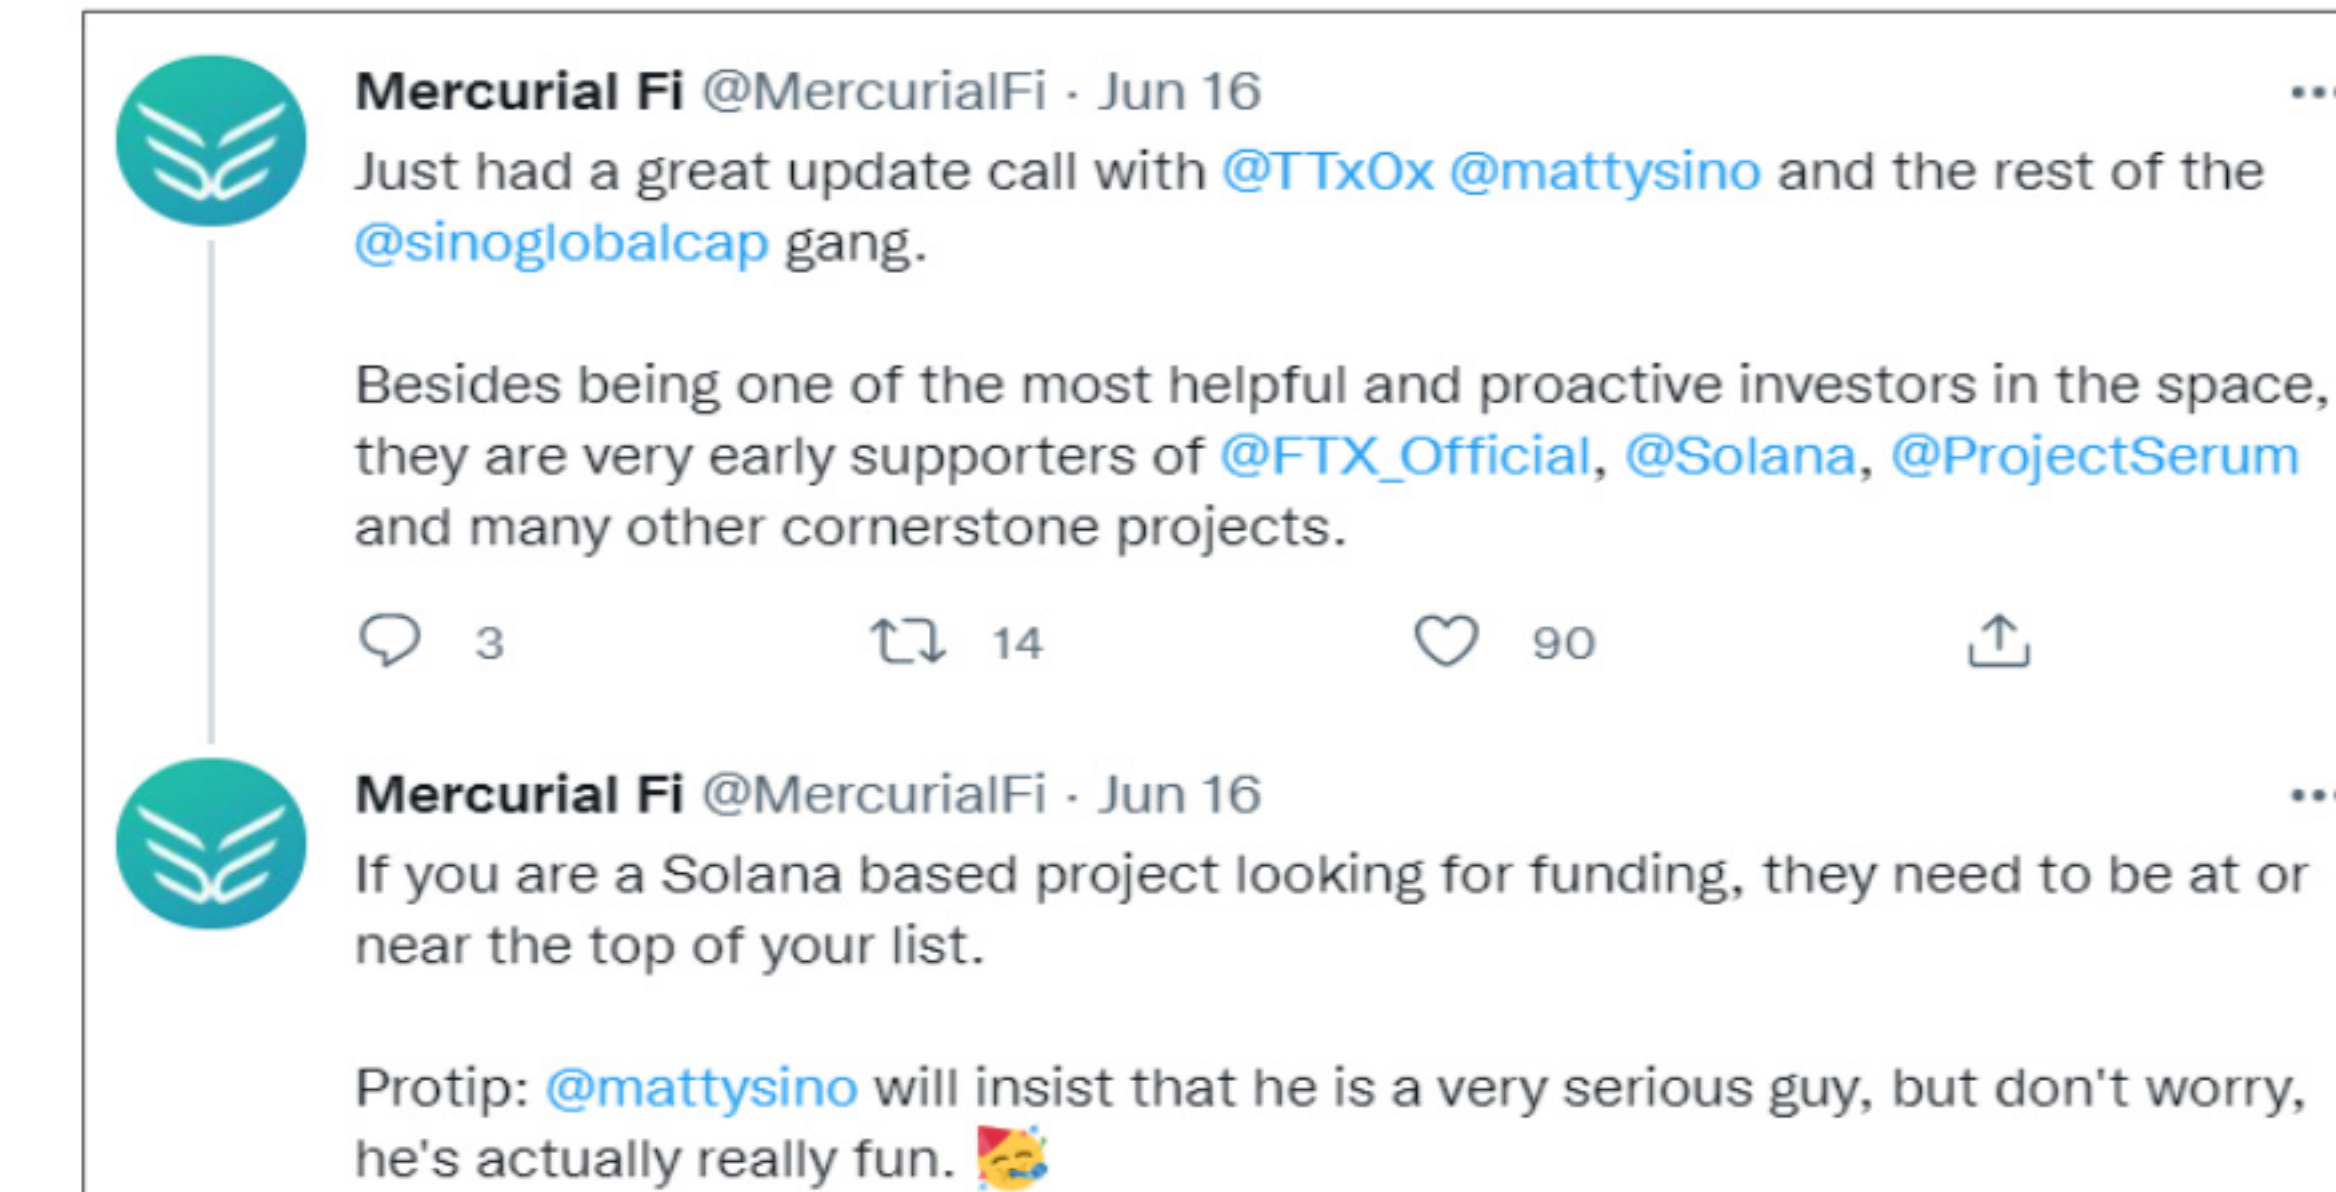 Mercurial Fi @MercurialFi · Jun 16
Just had a great update call with @TTx0x @mattysino and the rest of the
@sinoglobalcap gang.
Besides being one of the most helpful and proactive investors in the space,
they are very early supporters of @FTX_Official, @Solana, @ProjectSerum
and many other cornerstone projects.
3 14 90
Mercurial Fi @MercurialFi · Jun 16
If you are a Solana based project looking for funding, they need to be at or
near the top of your list.
Protip: @mattysino will insist that he is a very serious guy, but don't worry,
he's actually really fun. 🥳